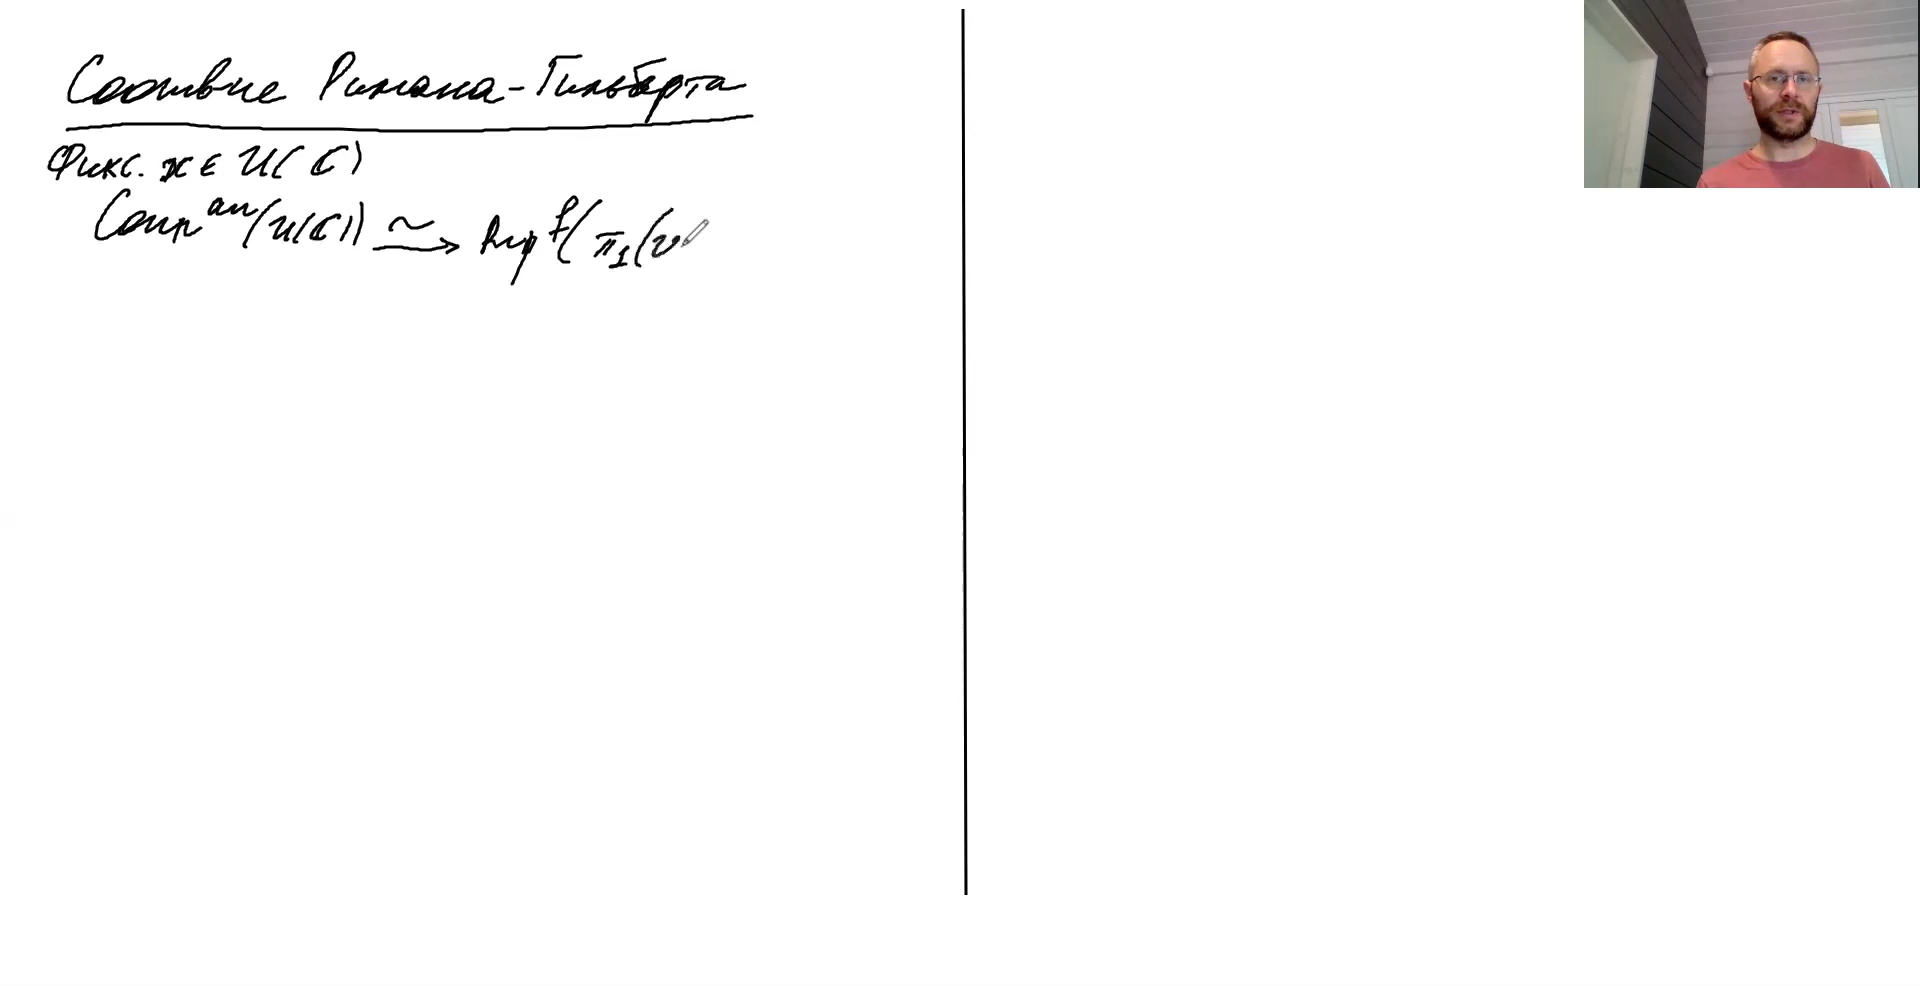 Соответствие Римана-Гильберта
Фикс. x ∈ U(ℂ)
Conn^an(U(ℂ)) ⥲ Rep^f(π₁(U